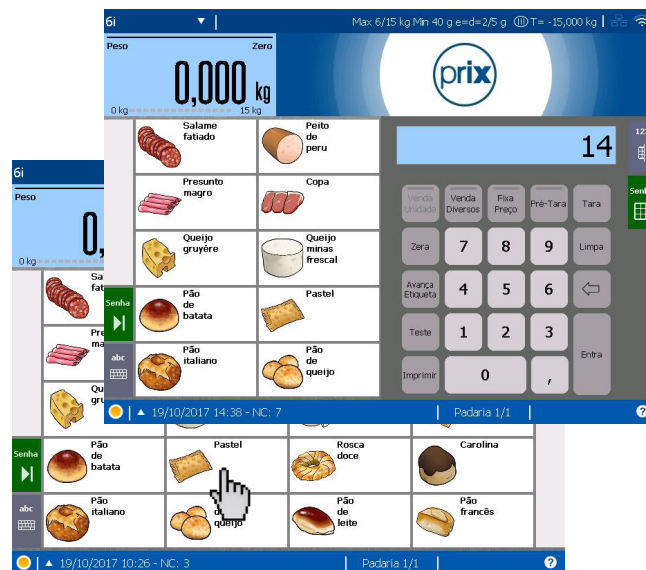 6i
Max 6/15 kg Min 40 g e=d=2/5 g Ⓘ T= -15,000 kg
Peso
Zero
0,000 kg
0 kg
15 kg
prix
Salame
fatiado
Peito
de
peru
Presunto
magro
Copa
Queijo
gruyére
Queijo
minas
frescal
Senha
Pão
de
batata
Pastel
abc
Pão
italiano
Pão
de
queijo
14
Venda
Unidade
Venda
Diversos
Fixa
Preço
Pré-Tara
Tara
Zera
7
8
9
Limpa
Avança
Etiqueta
4
5
6
Teste
1
2
3
Entra
Imprimir
0
,
19/10/2017 14:38 - NC: 7
Padaria 1/1
?
6i
Peso
0,
0 kg
Senha
Pão
de
batata
Pastel
Rosca
doce
Carolina
abc
Pão
italiano
queijo
Pão
de
leite
Pão
francês
19/10/2017 10:26 - NC: 3
Padaria 1/1
?